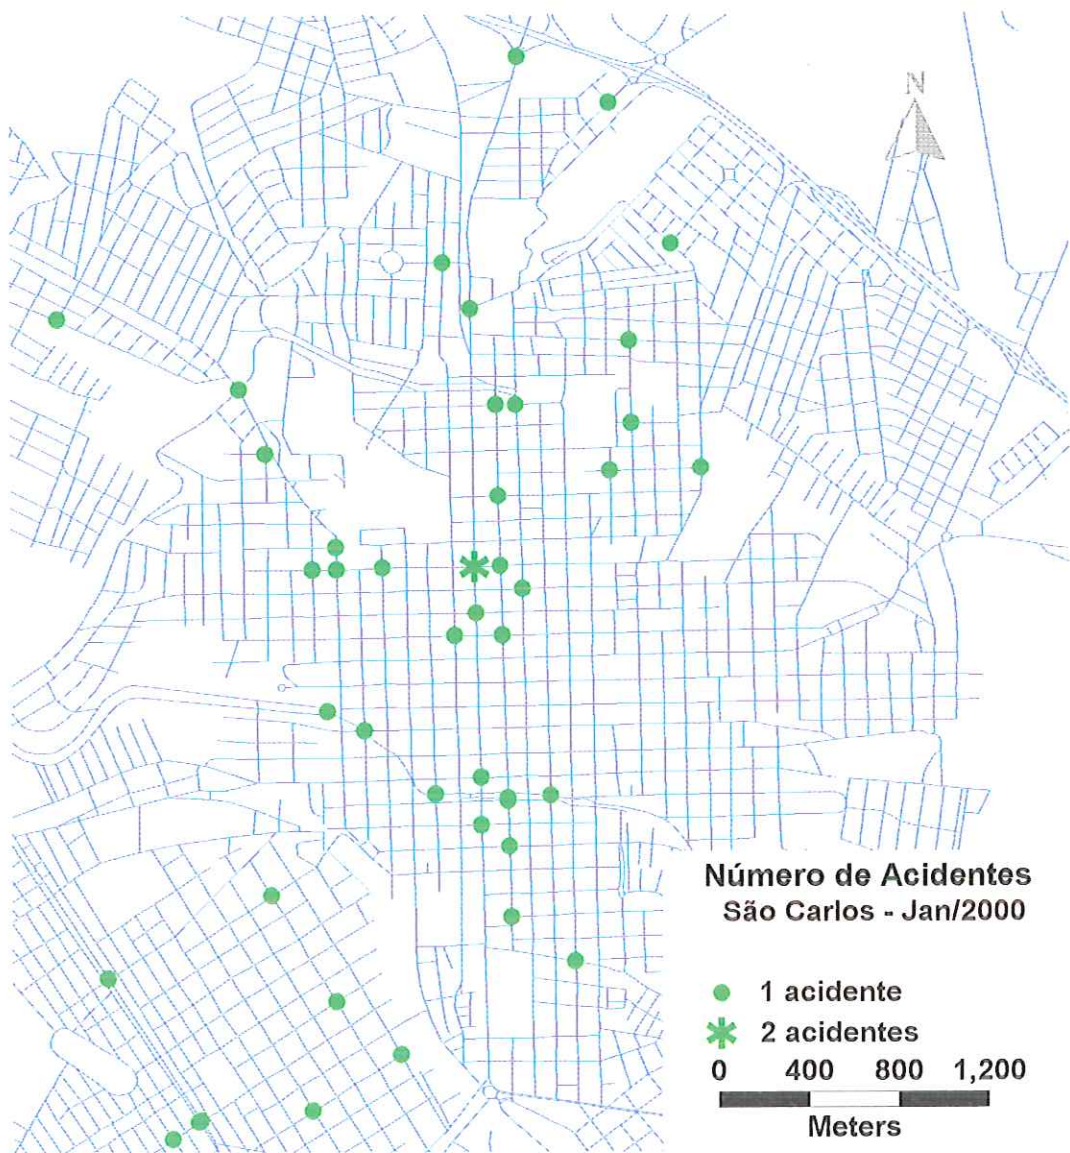 N
Número de Acidentes
São Carlos - Jan/2000
1 acidente
2 acidentes
0 400 800 1,200
Meters